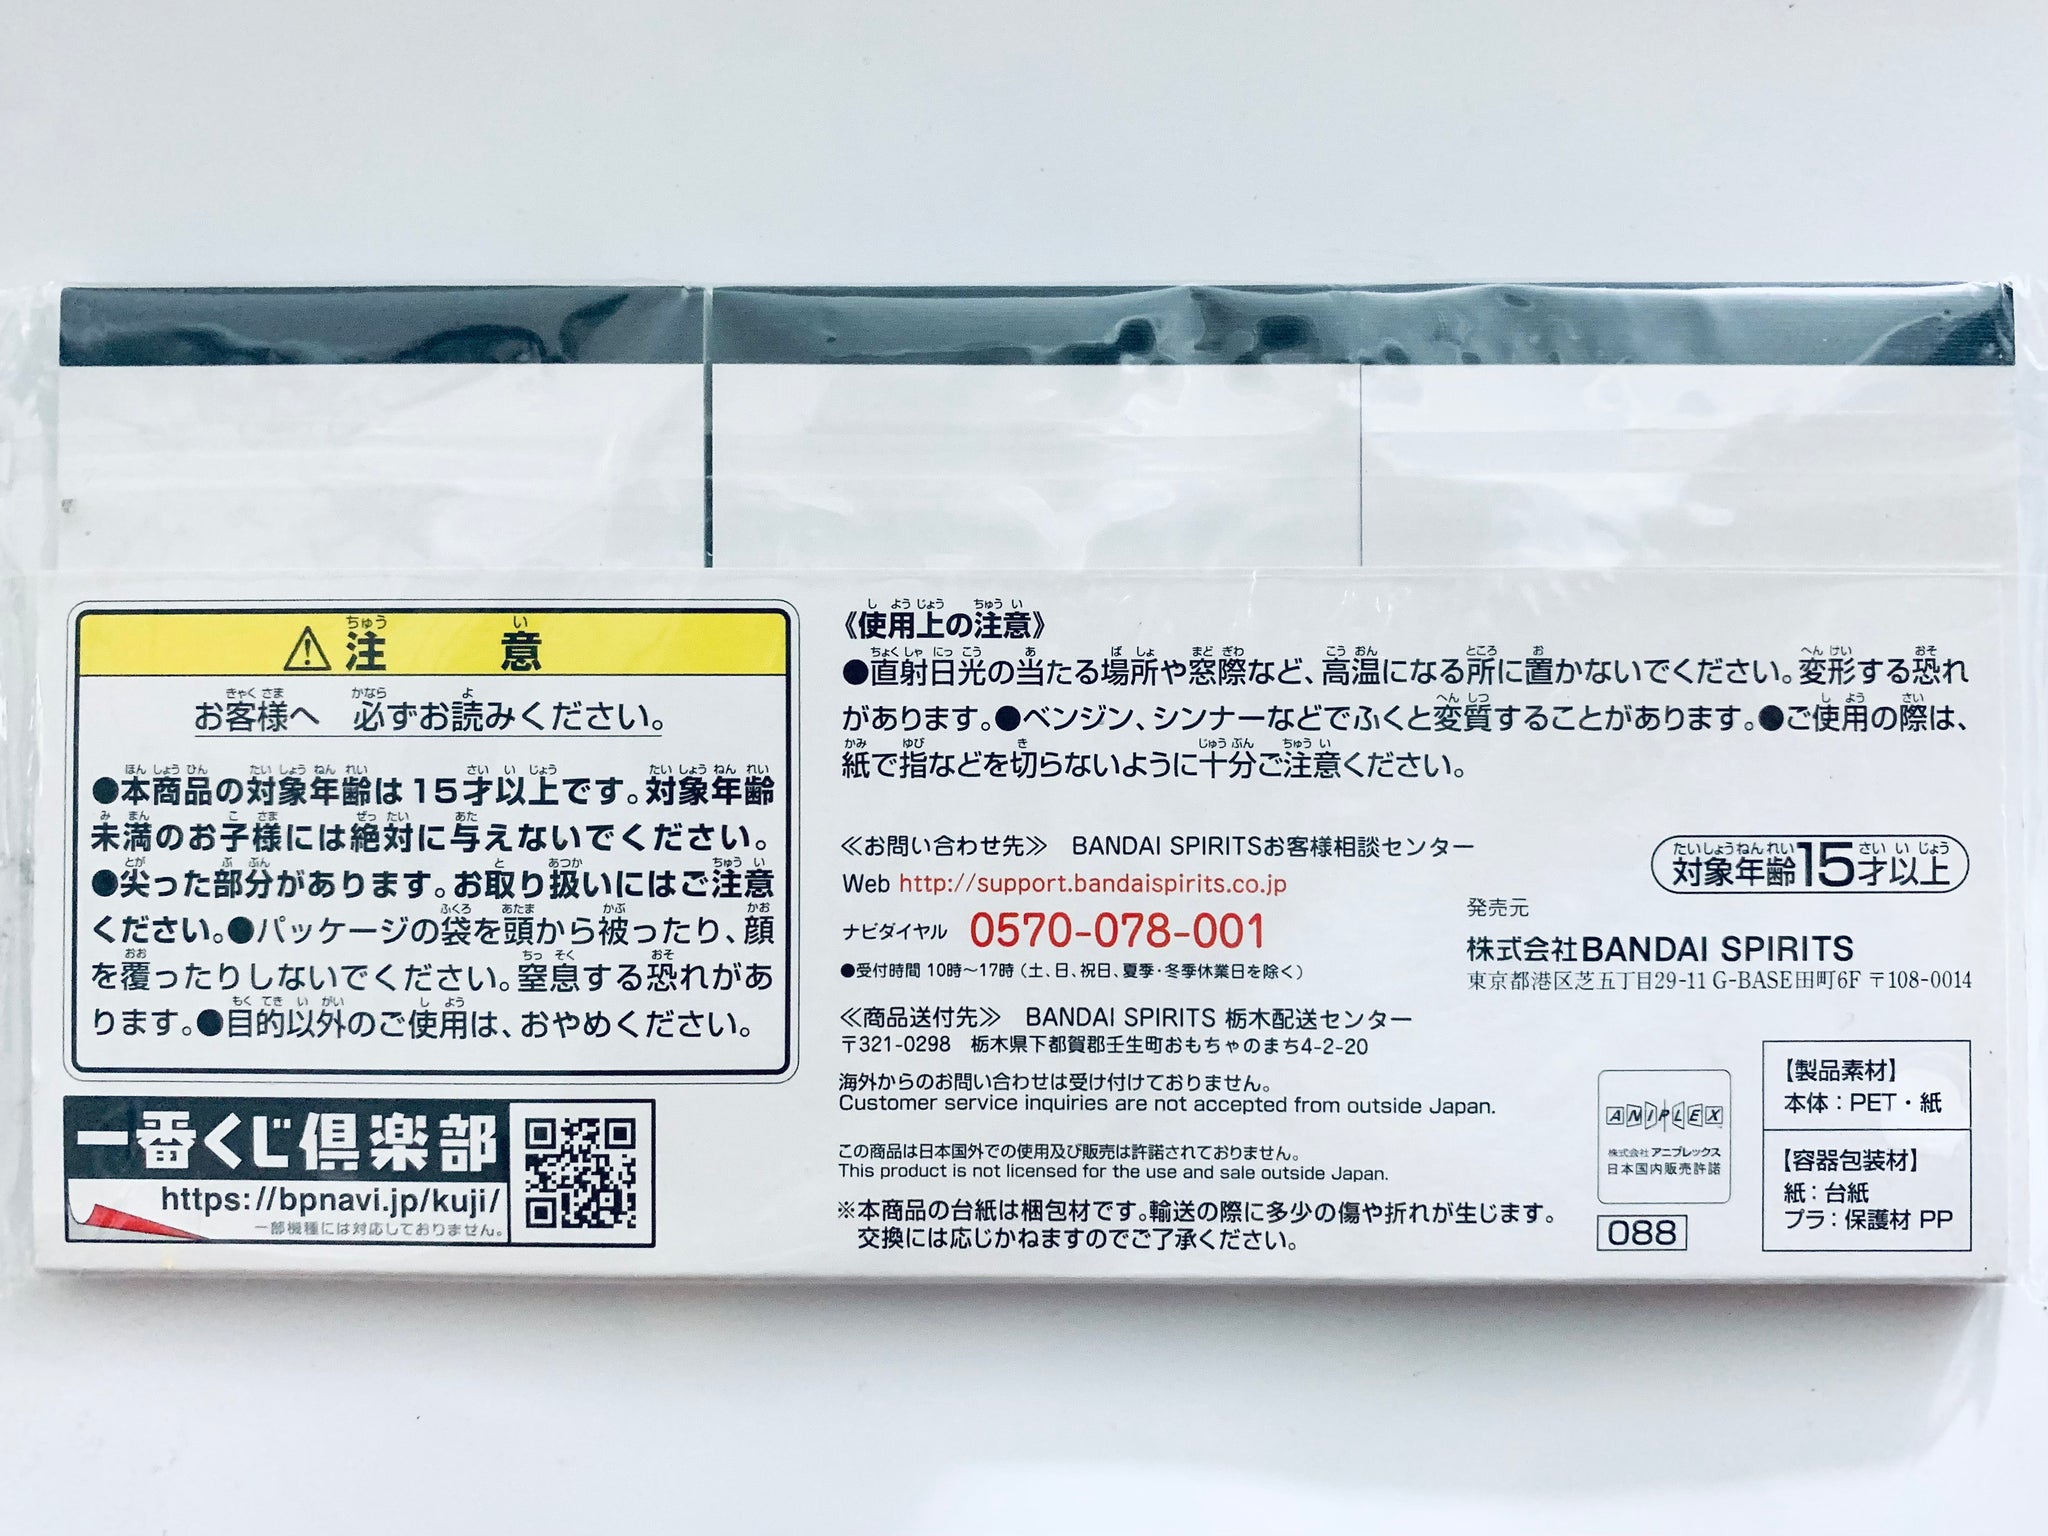 ⚠注意
お客様へ　必ずお読みください。
●本商品の対象年齢は15才以上です。対象年齢
未満のお子様には絶対に与えないでください。
●尖った部分があります。お取り扱いにはご注意
ください。●パッケージの袋を頭から被ったり、顔
を覆ったりしないでください。窒息する恐れがあ
ります。●目的以外のご使用は、おやめください。
一番くじ倶楽部
https://bpnavi.jp/kuji/
一部機種には対応しておりません。
《使用上の注意》
●直射日光の当たる場所や窓際など、高温になる所に置かないでください。変形する恐れ
があります。●ベンジン、シンナーなどでふくと変質することがあります。●ご使用の際は、
紙で指などを切らないように十分ご注意ください。
≪お問い合わせ先≫　BANDAI SPIRITSお客様相談センター
Web http://support.bandaispirits.co.jp
ナビダイヤル 0570-078-001
●受付時間 10時～17時（土、日、祝日、夏季・冬季休業日を除く）
≪商品送付先≫　BANDAI SPIRITS 栃木配送センター
〒321-0298　栃木県下都賀郡壬生町おもちゃのまち4-2-20
海外からのお問い合わせは受け付けておりません。
Customer service inquiries are not accepted from outside Japan.
この商品は日本国外での使用及び販売は許諾されておりません。
This product is not licensed for the use and sale outside Japan.
※本商品の台紙は梱包材です。輸送の際に多少の傷や折れが生じます。
交換には応じかねますのでご了承ください。
対象年齢15才以上
発売元
株式会社BANDAI SPIRITS
東京都港区芝五丁目29-11 G-BASE田町6F 〒108-0014
ANIPLEX
株式会社アニプレックス
日本国内販売許諾
088
【製品素材】
本体：PET・紙
【容器包装材】
紙：台紙
プラ：保護材 PP